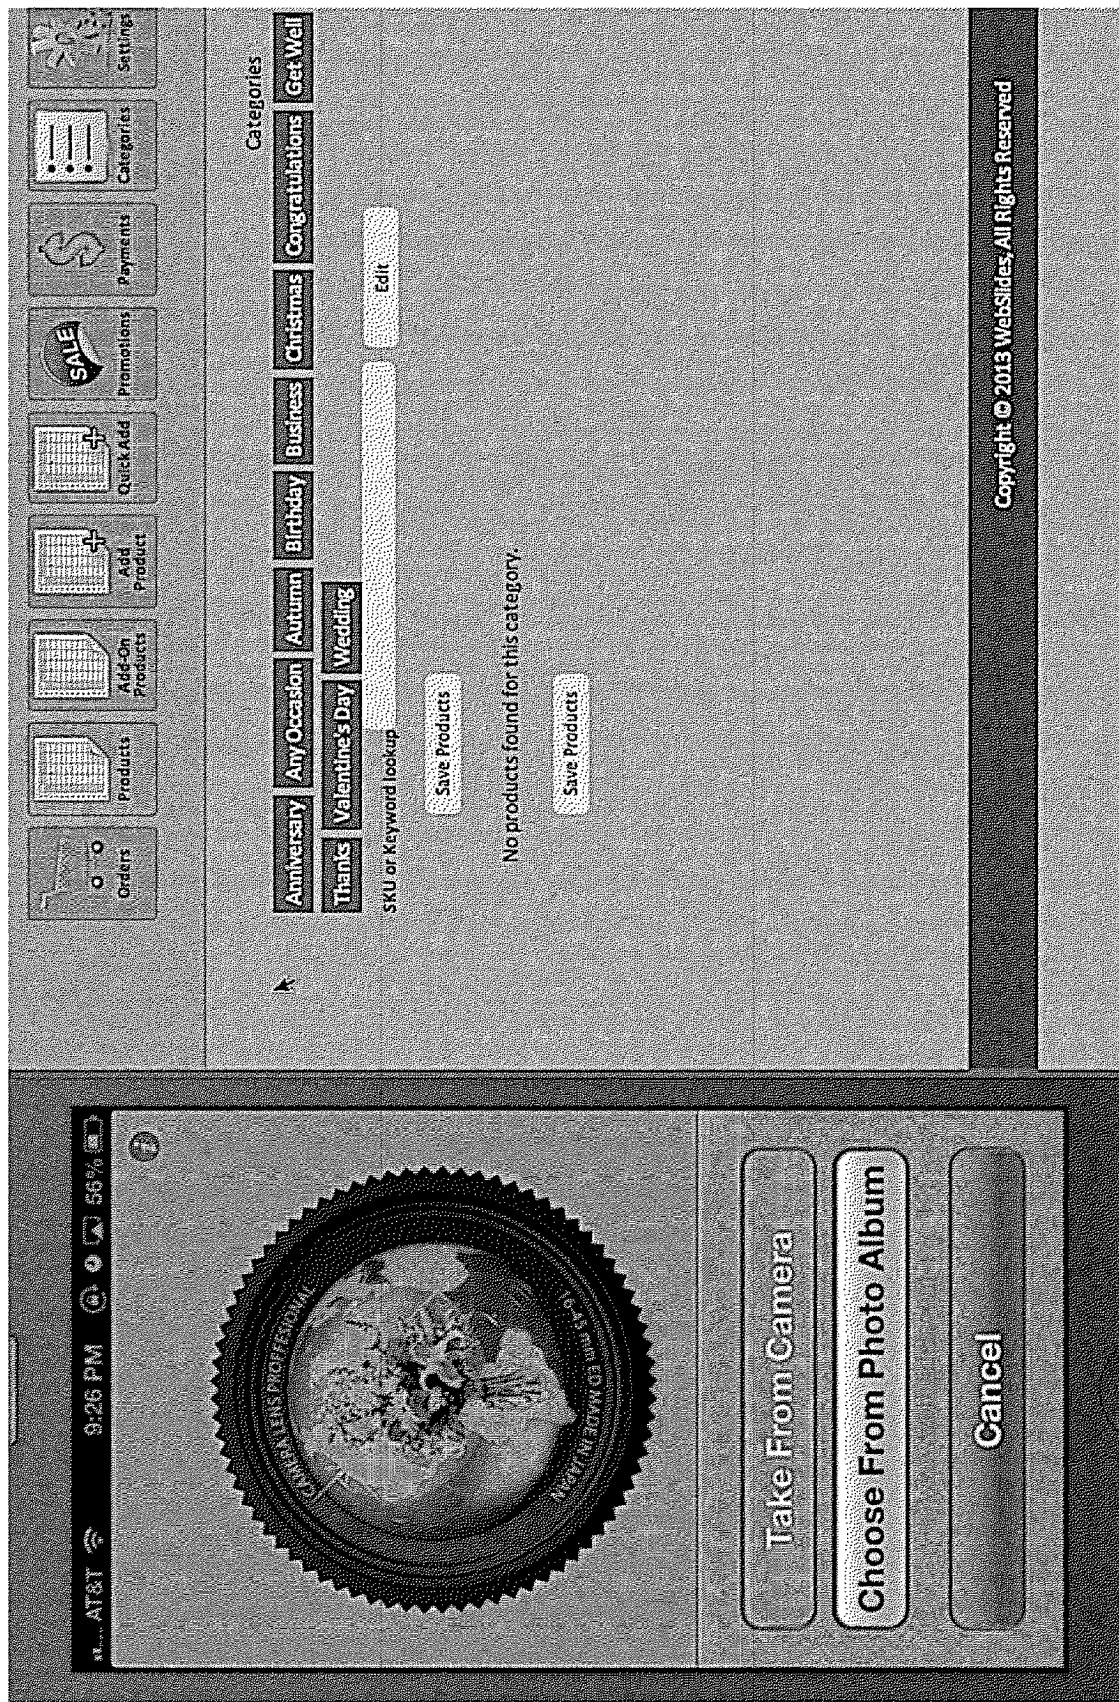 AT&T 9:26 PM 56%
CAMERA LENS PROFFETIONAL
16-43 mm ED MADE IN JAPAN
Take From Camera
Choose From Photo Album
Cancel
Orders
Products
Add-On Products
Add Product
Quick Add
Promotions
SALE
Payments
Categories
Settings
Categories
Anniversary Any Occasion Autumn Birthday Business Christmas Congratulations Get Well
Thanks Valentine's Day Wedding
SKU or Keyword lookup Edit
Save Products
No products found for this category.
Save Products
Copyright © 2013 WebSlides, All Rights Reserved